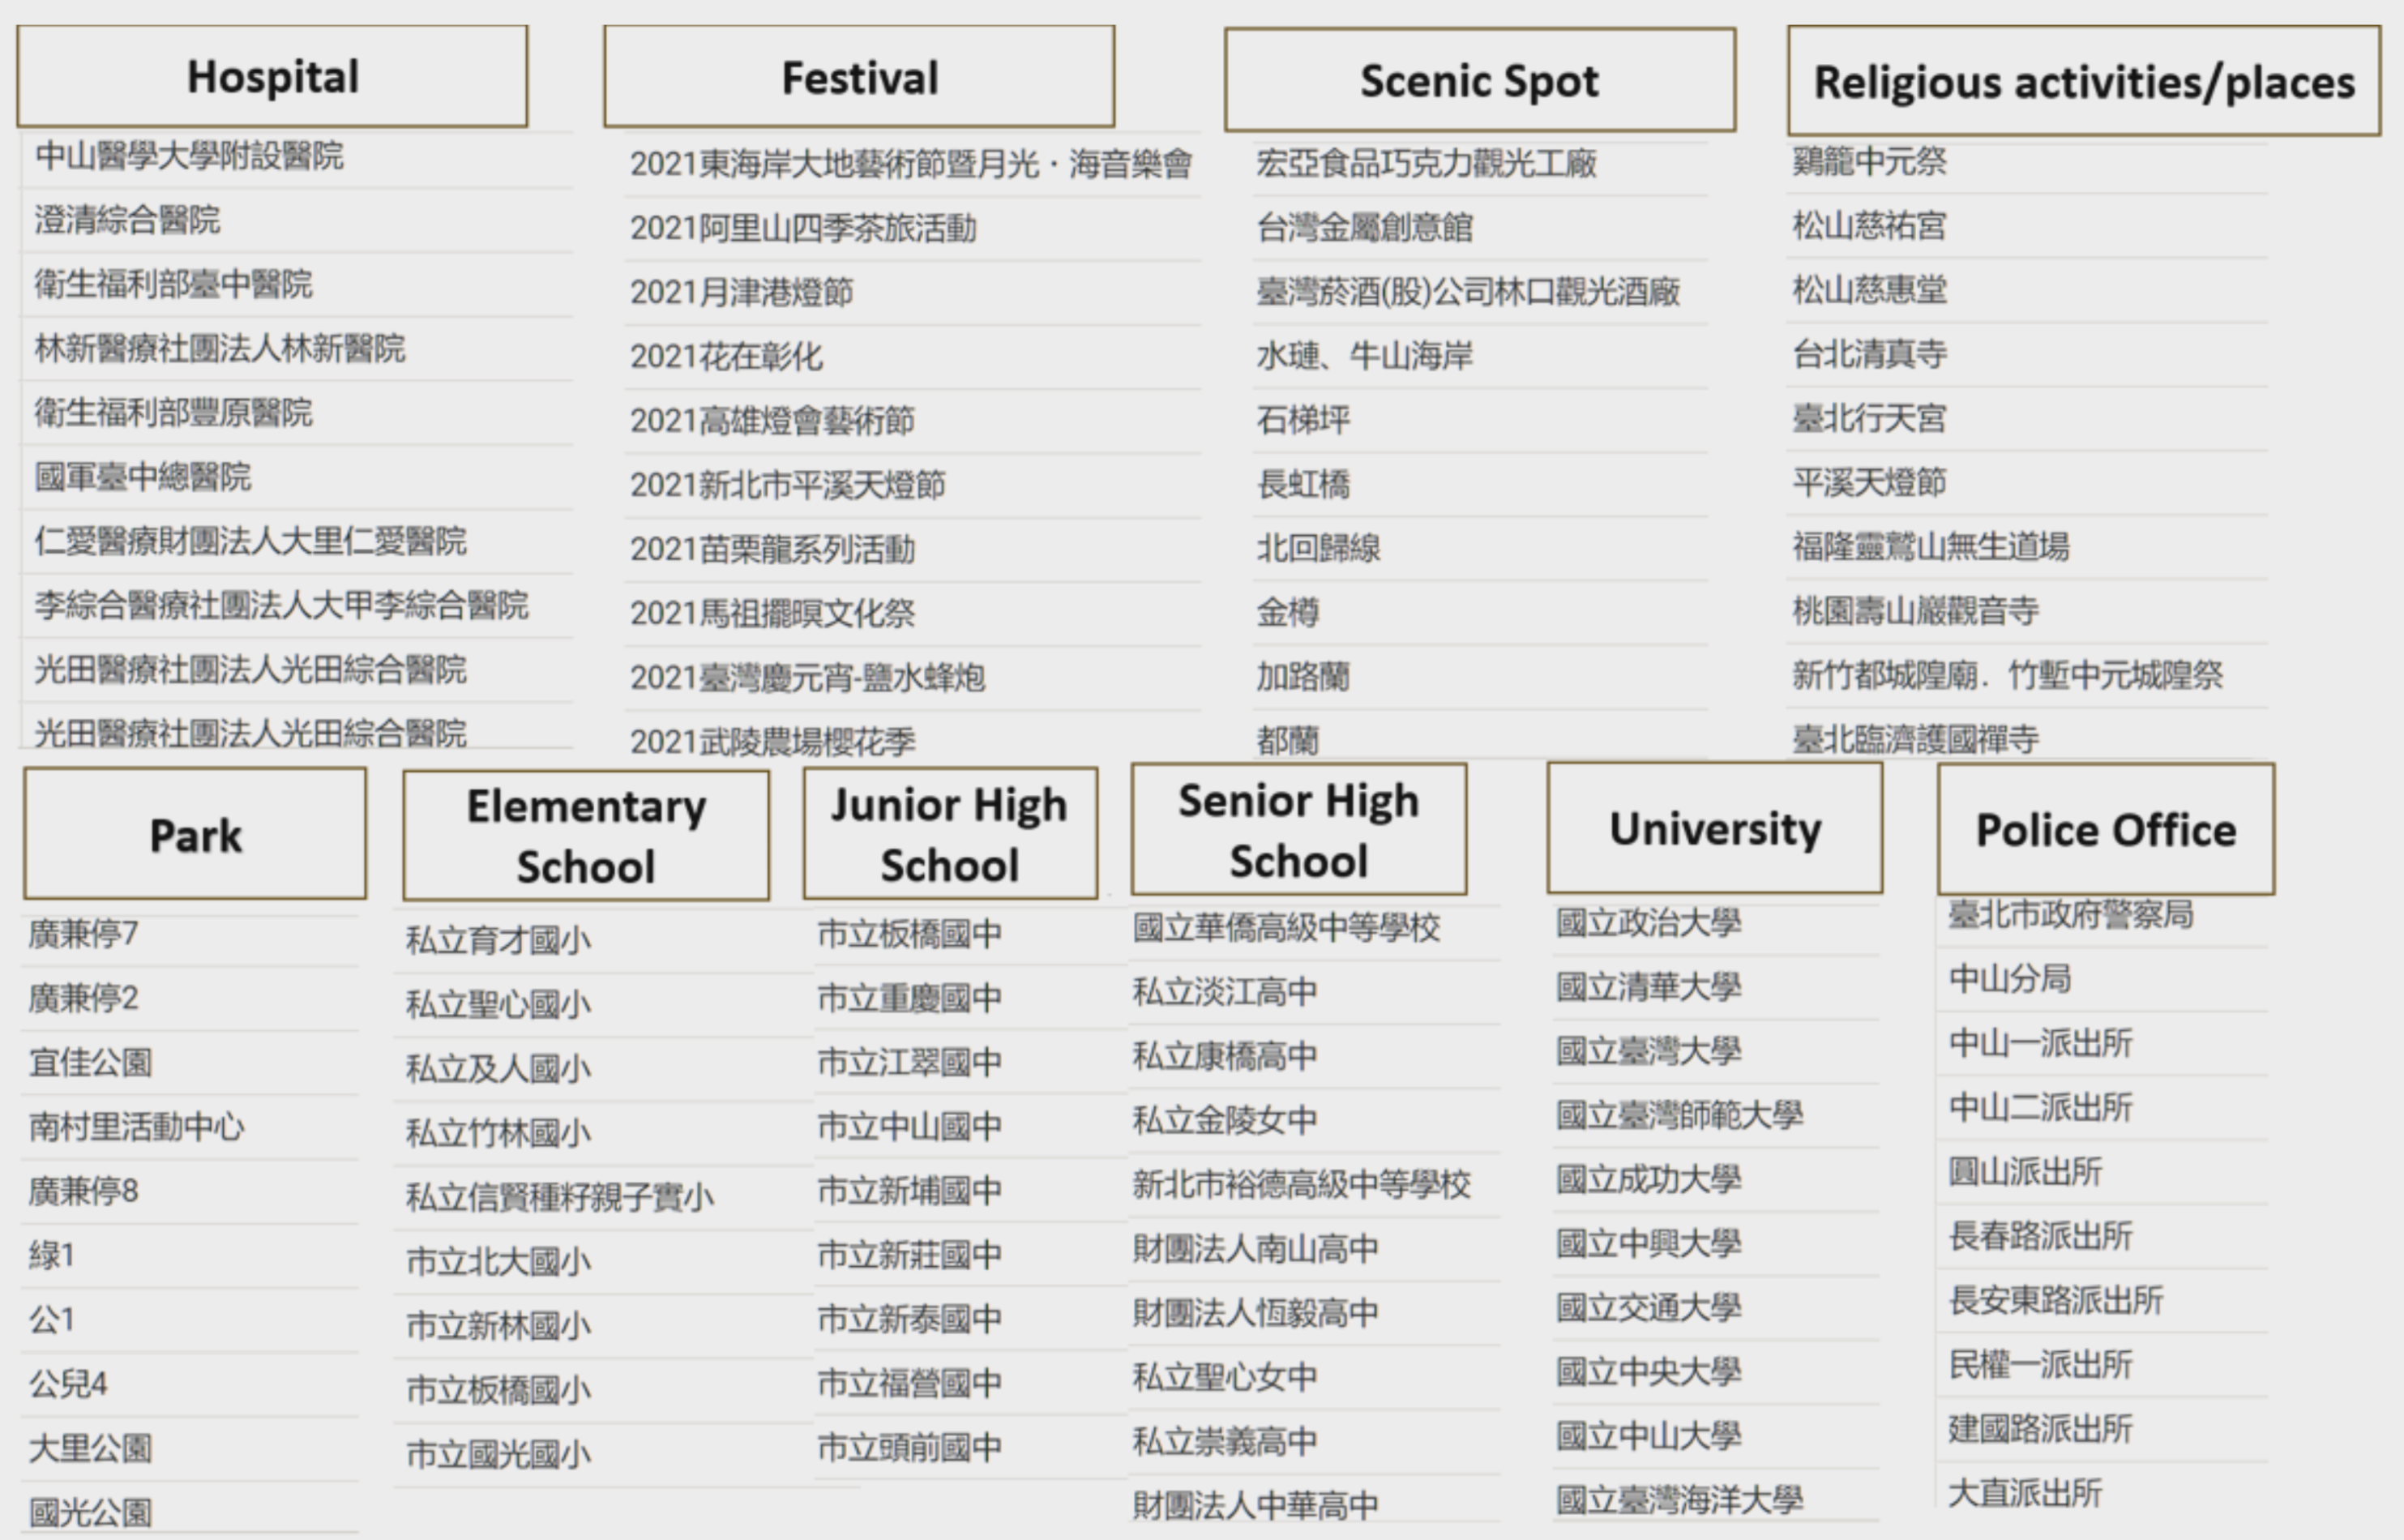 Hospital
中山醫學大學附設醫院
澄清綜合醫院
衛生福利部臺中醫院
林新醫療社團法人林新醫院
衛生福利部豐原醫院
國軍臺中總醫院
仁愛醫療財團法人大里仁愛醫院
李綜合醫療社團法人大甲李綜合醫院
光田醫療社團法人光田綜合醫院
光田醫療社團法人光田綜合醫院
Festival
2021東海岸大地藝術節暨月光·海音樂會
2021阿里山四季茶旅活動
2021月津港燈節
2021花在彰化
2021高雄燈會藝術節
2021新北市平溪天燈節
2021苗栗龍系列活動
2021馬祖擺暝文化祭
2021臺灣慶元宵-鹽水蜂炮
2021武陵農場櫻花季
Scenic Spot
宏亞食品巧克力觀光工廠
台灣金屬創意館
臺灣菸酒(股)公司林口觀光酒廠
水璉、牛山海岸
石梯坪
長虹橋
北回歸線
金樽
加路蘭
都蘭
Religious activities/places
鷄籠中元祭
松山慈祐宮
松山慈惠堂
台北清真寺
臺北行天宮
平溪天燈節
福隆靈鷲山無生道場
桃園壽山巖觀音寺
新竹都城隍廟．竹塹中元城隍祭
臺北臨濟護國禪寺
Park
廣兼停7
廣兼停2
宜佳公園
南村里活動中心
廣兼停8
綠1
公1
公兒4
大里公園
國光公園
Elementary
School
私立育才國小
私立聖心國小
私立及人國小
私立竹林國小
私立信賢種籽親子實小
市立北大國小
市立新林國小
市立板橋國小
市立國光國小
Junior High
School
市立板橋國中
市立重慶國中
市立江翠國中
市立中山國中
市立新埔國中
市立新莊國中
市立新泰國中
市立福營國中
市立頭前國中
Senior High
School
國立華僑高級中等學校
私立淡江高中
私立康橋高中
私立金陵女中
新北市裕德高級中等學校
財團法人南山高中
財團法人恆毅高中
私立聖心女中
私立崇義高中
財團法人中華高中
University
國立政治大學
國立清華大學
國立臺灣大學
國立臺灣師範大學
國立成功大學
國立中興大學
國立交通大學
國立中央大學
國立中山大學
國立臺灣海洋大學
Police Office
臺北市政府警察局
中山分局
中山一派出所
中山二派出所
圓山派出所
長春路派出所
長安東路派出所
民權一派出所
建國路派出所
大直派出所